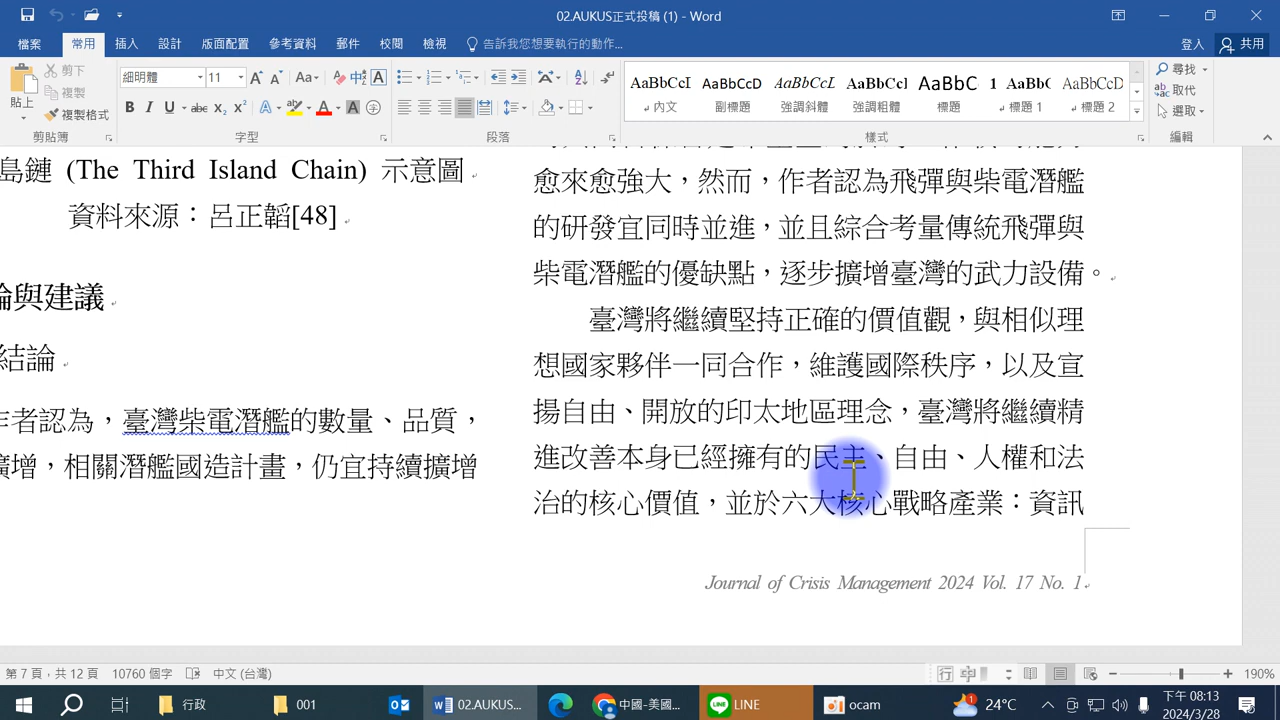 02.AUKUS正式投稿 (1) - Word
檔案 常用 插入 設計 版面配置 參考資料 郵件 校閱 檢視 告訴我您想要執行的動作... 登入 共用
貼上 剪下 複製 複製格式
細明體 11
AaBbCcI AaBbCcD AaBbCcL AaBbCcl AaBbC 1 AaBb( AaBbCcD
內文 副標題 強調斜體 強調粗體 標題 標題 1 標題 2
尋找 取代 選取
剪貼簿 字型 段落 樣式 編輯
島鏈 (The Third Island Chain) 示意圖
資料來源：呂正韜[48]
論與建議
結論
作者認為，臺灣柴電潛艦的數量、品質，
擴增，相關潛艦國造計畫，仍宜持續擴增
愈來愈強大，然而，作者認為飛彈與柴電潛艦
的研發宜同時並進，並且綜合考量傳統飛彈與
柴電潛艦的優缺點，逐步擴增臺灣的武力設備。
臺灣將繼續堅持正確的價值觀，與相似理
想國家夥伴一同合作，維護國際秩序，以及宣
揚自由、開放的印太地區理念，臺灣將繼續精
進改善本身已經擁有的民主、自由、人權和法
治的核心價值，並於六大核心戰略產業：資訊
Journal of Crisis Management 2024 Vol. 17 No. 1
第 7 頁，共 12 頁 10760 個字 中文 (台灣) 190%
行政 001 02.AUKUS... 中國-美國... LINE ocam 24°C 下午 08:13
2024/3/28